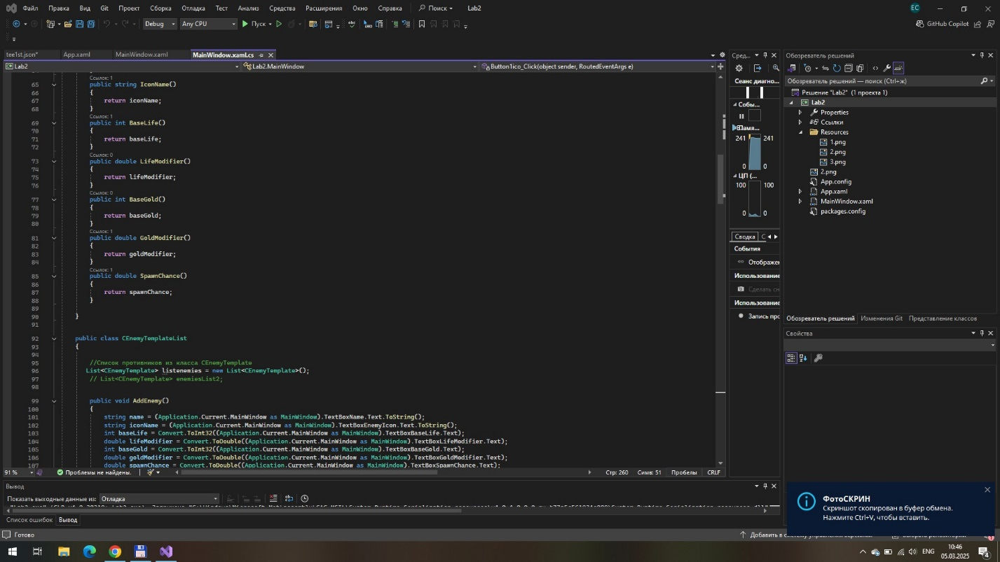 Файл Правка Вид Git Проект Сборка Отладка Тест Анализ Средства Расширения Окно Справка Поиск Lab2 EC
Debug Any CPU Пуск GitHub Copilot
tee1st.json* App.xaml MainWindow.xaml MainWindow.xaml.cs
Lab2 Lab2.MainWindow Button1ico_Click(object sender, RoutedEventArgs e)
Ссылок: 1
65 public string IconName()
66 {
67 return iconName;
68 }
Ссылок: 1
69 public int BaseLife()
70 {
71 return baseLife;
72 }
Ссылок: 0
73 public double LifeModifier()
74 {
75 return lifeModifier;
76 }
Ссылок: 0
77 public int BaseGold()
78 {
79 return baseGold;
80 }
Ссылок: 1
81 public double GoldModifier()
82 {
83 return goldModifier;
84 }
Ссылок: 1
85 public double SpawnChance()
86 {
87 return spawnChance;
88 }
89
90 }
91
92 public class CEnemyTemplateList
93 {
94
95 //Список противников из класса CEnemyTemplate
96 List<CEnemyTemplate> listenemies = new List<CEnemyTemplate>();
97 // List<CEnemyTemplate> enemiesList2;
98
99 public void AddEnemy()
100 {
101 string name = (Application.Current.MainWindow as MainWindow).TextBoxName.Text.ToString();
102 string iconName = (Application.Current.MainWindow as MainWindow).TextBoxEnemyIcon.Text.ToString();
103 int baseLife = Convert.ToInt32((Application.Current.MainWindow as MainWindow).TextBoxBaseLife.Text);
104 double lifeModifier = Convert.ToDouble((Application.Current.MainWindow as MainWindow).TextBoxLifeModifier.Text);
105 int baseGold = Convert.ToInt32((Application.Current.MainWindow as MainWindow).TextBoxBaseGold.Text);
106 double goldModifier = Convert.ToDouble((Application.Current.MainWindow as MainWindow).TextBoxGoldModifier.Text);
107 double spawnChance = Convert.ToDouble((Application.Current.MainWindow as MainWindow).TextBoxSpawnChance.Text);
91 % Проблемы не найдены. Стр: 260 Симв: 51 Пробелы CRLF
Вывод
Показать выходные данные из: Отладка
Список ошибок Вывод
Готово
Сред...
Сеанс диагно...
Собы...
Памя...
241 241
0 0
ЦП (...
100 100
0 0
Сводка
События
Отображен
Использование
Сделать сн
Использование
Запись про
Обозреватель решений
Обозреватель решений — поиск (Ctrl+ж)
Решение "Lab2" (1 проекта 1)
Lab2
Properties
Ссылки
Resources
1.png
2.png
3.png
2.png
App.config
App.xaml
MainWindow.xaml
packages.config
Обозреватель решений Изменения Git Представление классов
Свойства
ФотоСКРИН
Скриншот скопирован в буфер обмена.
Нажмите Ctrl+V, чтобы вставить.
Добавить в систему управления
ENG
10:46
05.03.2025
4